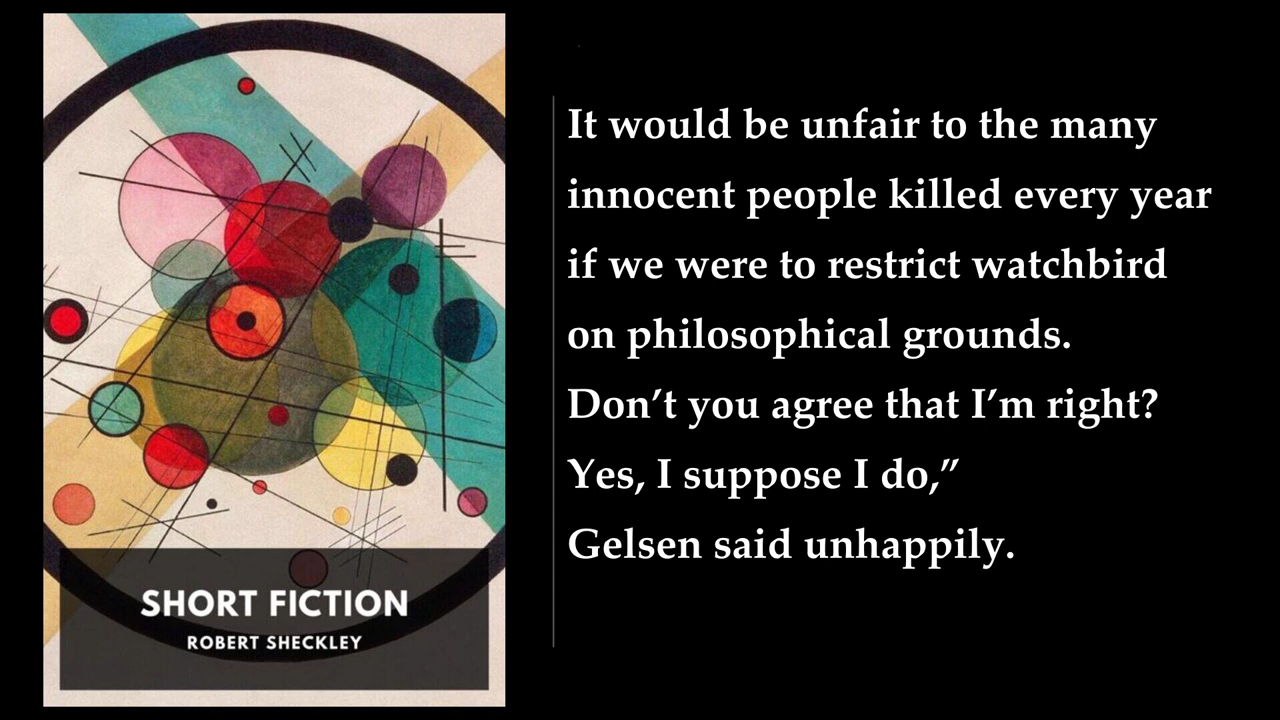 SHORT FICTION
ROBERT SHECKLEY
It would be unfair to the many
innocent people killed every year
if we were to restrict watchbird
on philosophical grounds.
Don’t you agree that I’m right?
Yes, I suppose I do,”
Gelsen said unhappily.